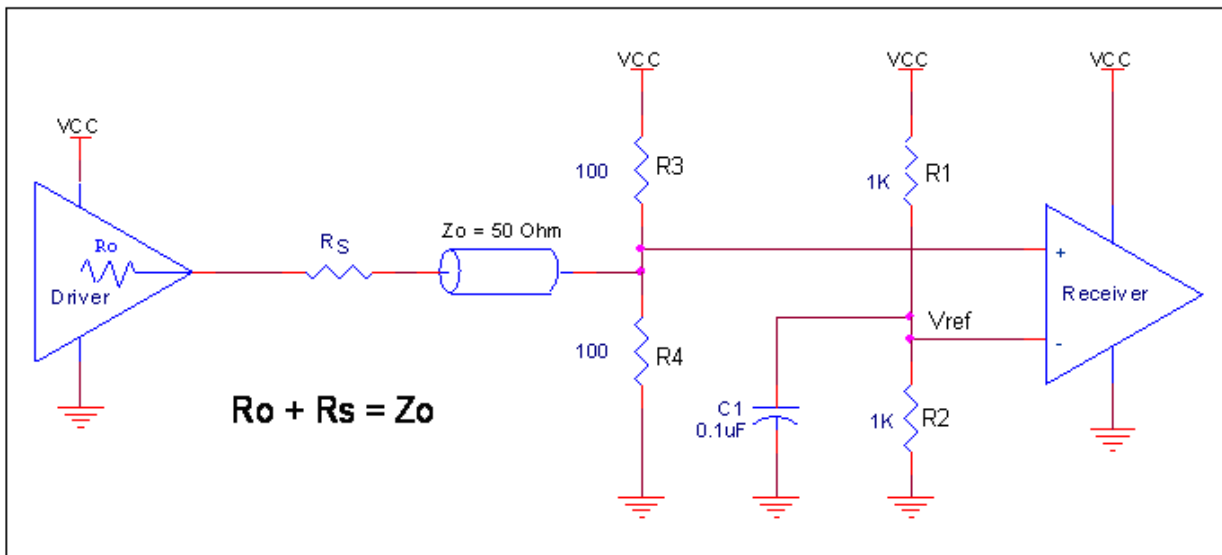 VCC
VCC
VCC
VCC
R3
100
R1
1K
Zo = 50 Ohm
RS
Ro
Driver
+
Receiver
Vref
-
R4
100
C1
0.1uF
R2
1K
Ro + Rs = Zo